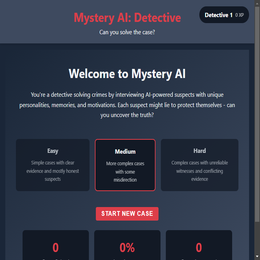 Mystery AI: Detective
Detective 1 0 XP
Can you solve the case?
Welcome to Mystery AI
You're a detective solving crimes by interviewing AI-powered suspects with unique
personalities, memories, and motivations. Each suspect might lie to protect themselves - can
you uncover the truth?
Easy
Simple cases with clear
evidence and mostly honest
suspects
Medium
More complex cases
with some
misdirection
Hard
Complex cases with unreliable
witnesses and conflicting
evidence
START NEW CASE
0
0%
0